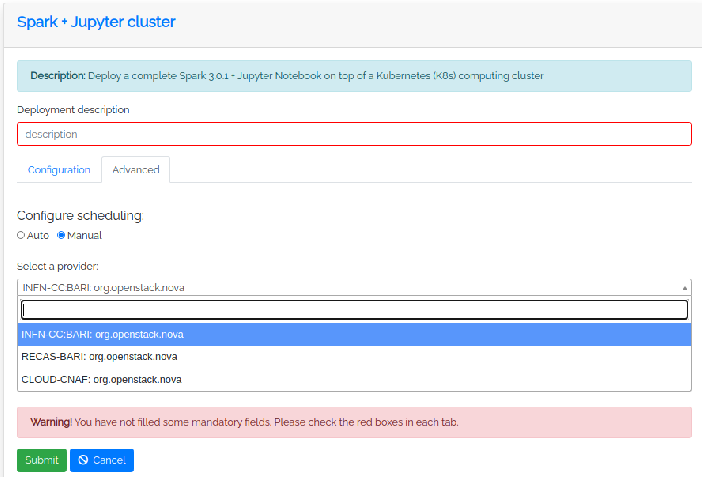 Spark + Jupyter cluster
Description: Deploy a complete Spark 3.0.1 - Jupyter Notebook on top of a Kubernetes (K8s) computing cluster
Deployment description
description
Configuration Advanced
Configure scheduling:
Auto Manual
Select a provider:
INFN-CC:BARI: org.openstack.nova
INFN-CC:BARI: org.openstack.nova
RECAS-BARI: org.openstack.nova
CLOUD-CNAF: org.openstack.nova
Warning! You have not filled some mandatory fields. Please check the red boxes in each tab.
Submit Cancel